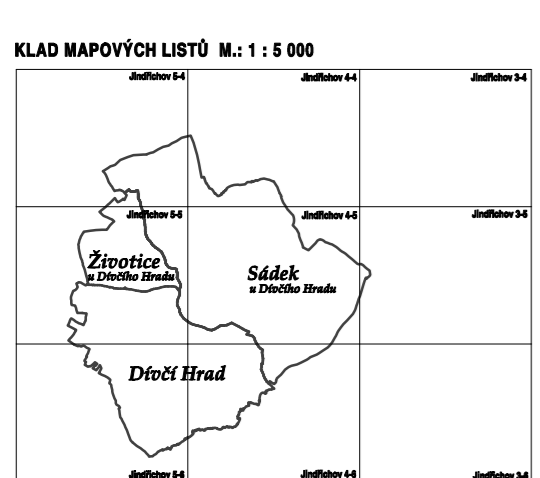 KLAD MAPOVÝCH LISTŮ M.: 1 : 5 000
Jindřichov 5-4 Jindřichov 4-4 Jindřichov 3-4
Jindřichov 5-5 Jindřichov 4-5 Jindřichov 3-5
Životice
u Dívčího Hradu
Sádek
u Dívčího Hradu
Dívčí Hrad
Jindřichov 5-6 Jindřichov 4-6 Jindřichov 3-6